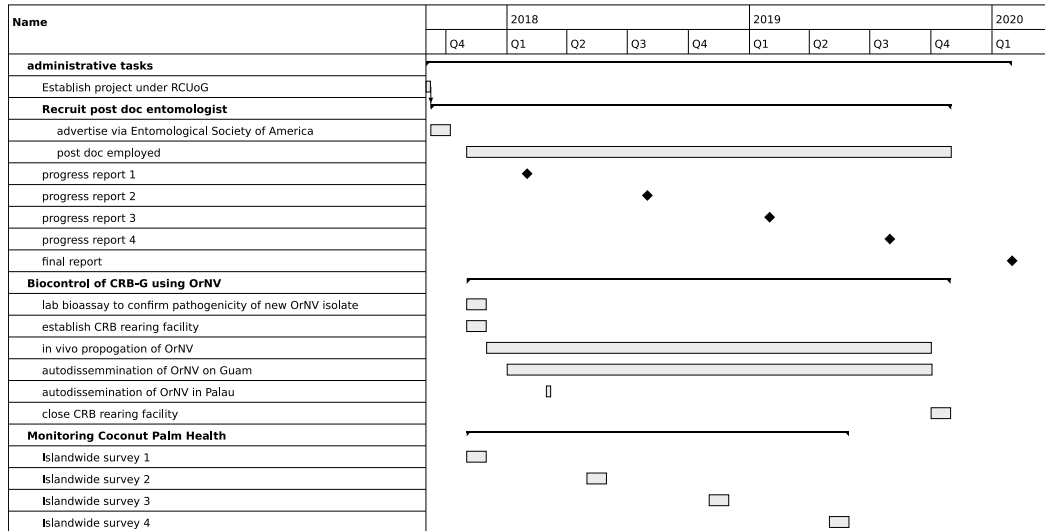 Name
2018 2019 2020
Q4 Q1 Q2 Q3 Q4 Q1 Q2 Q3 Q4 Q1
administrative tasks
Establish project under RCUoG
Recruit post doc entomologist
advertise via Entomological Society of America
post doc employed
progress report 1
progress report 2
progress report 3
progress report 4
final report
Biocontrol of CRB-G using OrNV
lab bioassay to confirm pathogenicity of new OrNV isolate
establish CRB rearing facility
in vivo propogation of OrNV
autodissemmination of OrNV on Guam
autodissemination of OrNV in Palau
close CRB rearing facility
Monitoring Coconut Palm Health
Islandwide survey 1
Islandwide survey 2
Islandwide survey 3
Islandwide survey 4